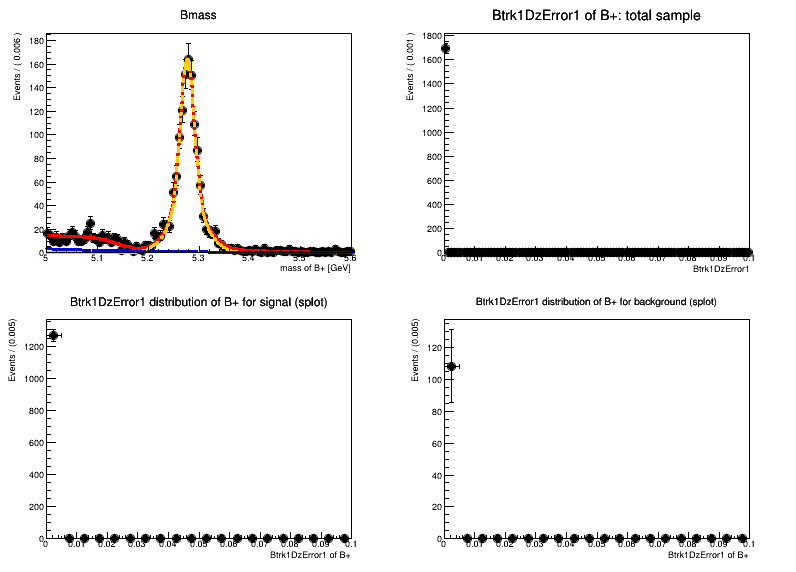 Bmass
Events / ( 0.006 )
180
160
140
120
100
80
60
40
20
0
5 5.1 5.2 5.3 5.4 5.5 5.6
mass of B+ [GeV]
Btrk1DzError1 of B+: total sample
Events / ( 0.001 )
1800
1600
1400
1200
1000
800
600
400
200
0
0 0.01 0.02 0.03 0.04 0.05 0.06 0.07 0.08 0.09 0.1
Btrk1DzError1
Btrk1DzError1 distribution of B+ for signal (splot)
Events / (0.005)
1200
1000
800
600
400
200
0
0 0.01 0.02 0.03 0.04 0.05 0.06 0.07 0.08 0.09 0.1
Btrk1DzError1 of B+
Btrk1DzError1 distribution of B+ for background (splot)
Events / (0.005)
120
100
80
60
40
20
0
0 0.01 0.02 0.03 0.04 0.05 0.06 0.07 0.08 0.09 0.1
Btrk1DzError1 of B+